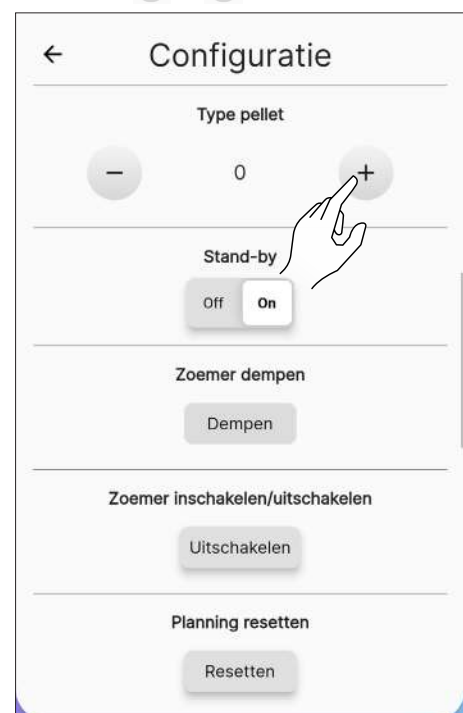 ← Configuratie
Type pellet
− 0 +
Stand-by
Off On
Zoemer dempen
Dempen
Zoemer inschakelen/uitschakelen
Uitschakelen
Planning resetten
Resetten